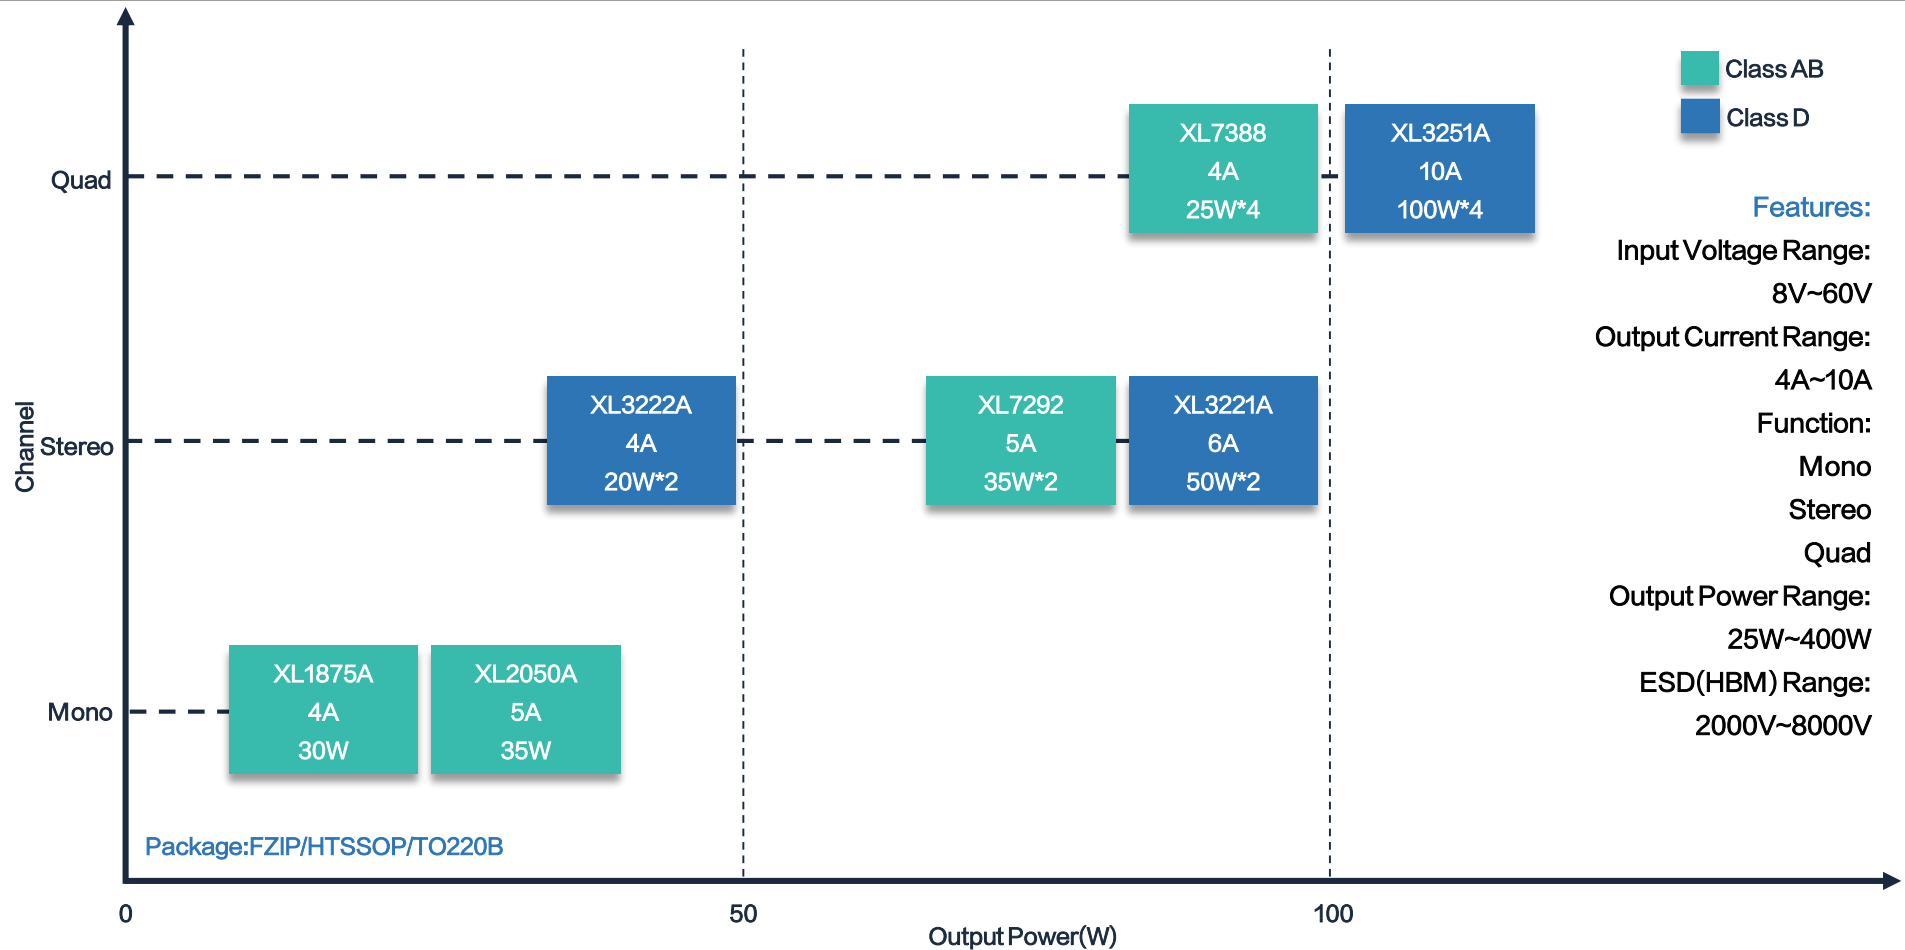 Class AB
Class D
Quad
XL7388
4A
25W*4
XL3251A
10A
100W*4
Features:
Input Voltage Range:
8V~60V
Output Current Range:
4A~10A
Function:
Mono
Stereo
Quad
Output Power Range:
25W~400W
ESD(HBM) Range:
2000V~8000V
Channel
Stereo
XL3222A
4A
20W*2
XL7292
5A
35W*2
XL3221A
6A
50W*2
Mono
XL1875A
4A
30W
XL2050A
5A
35W
Package:FZIP/HTSSOP/TO220B
0
50
100
Output Power(W)